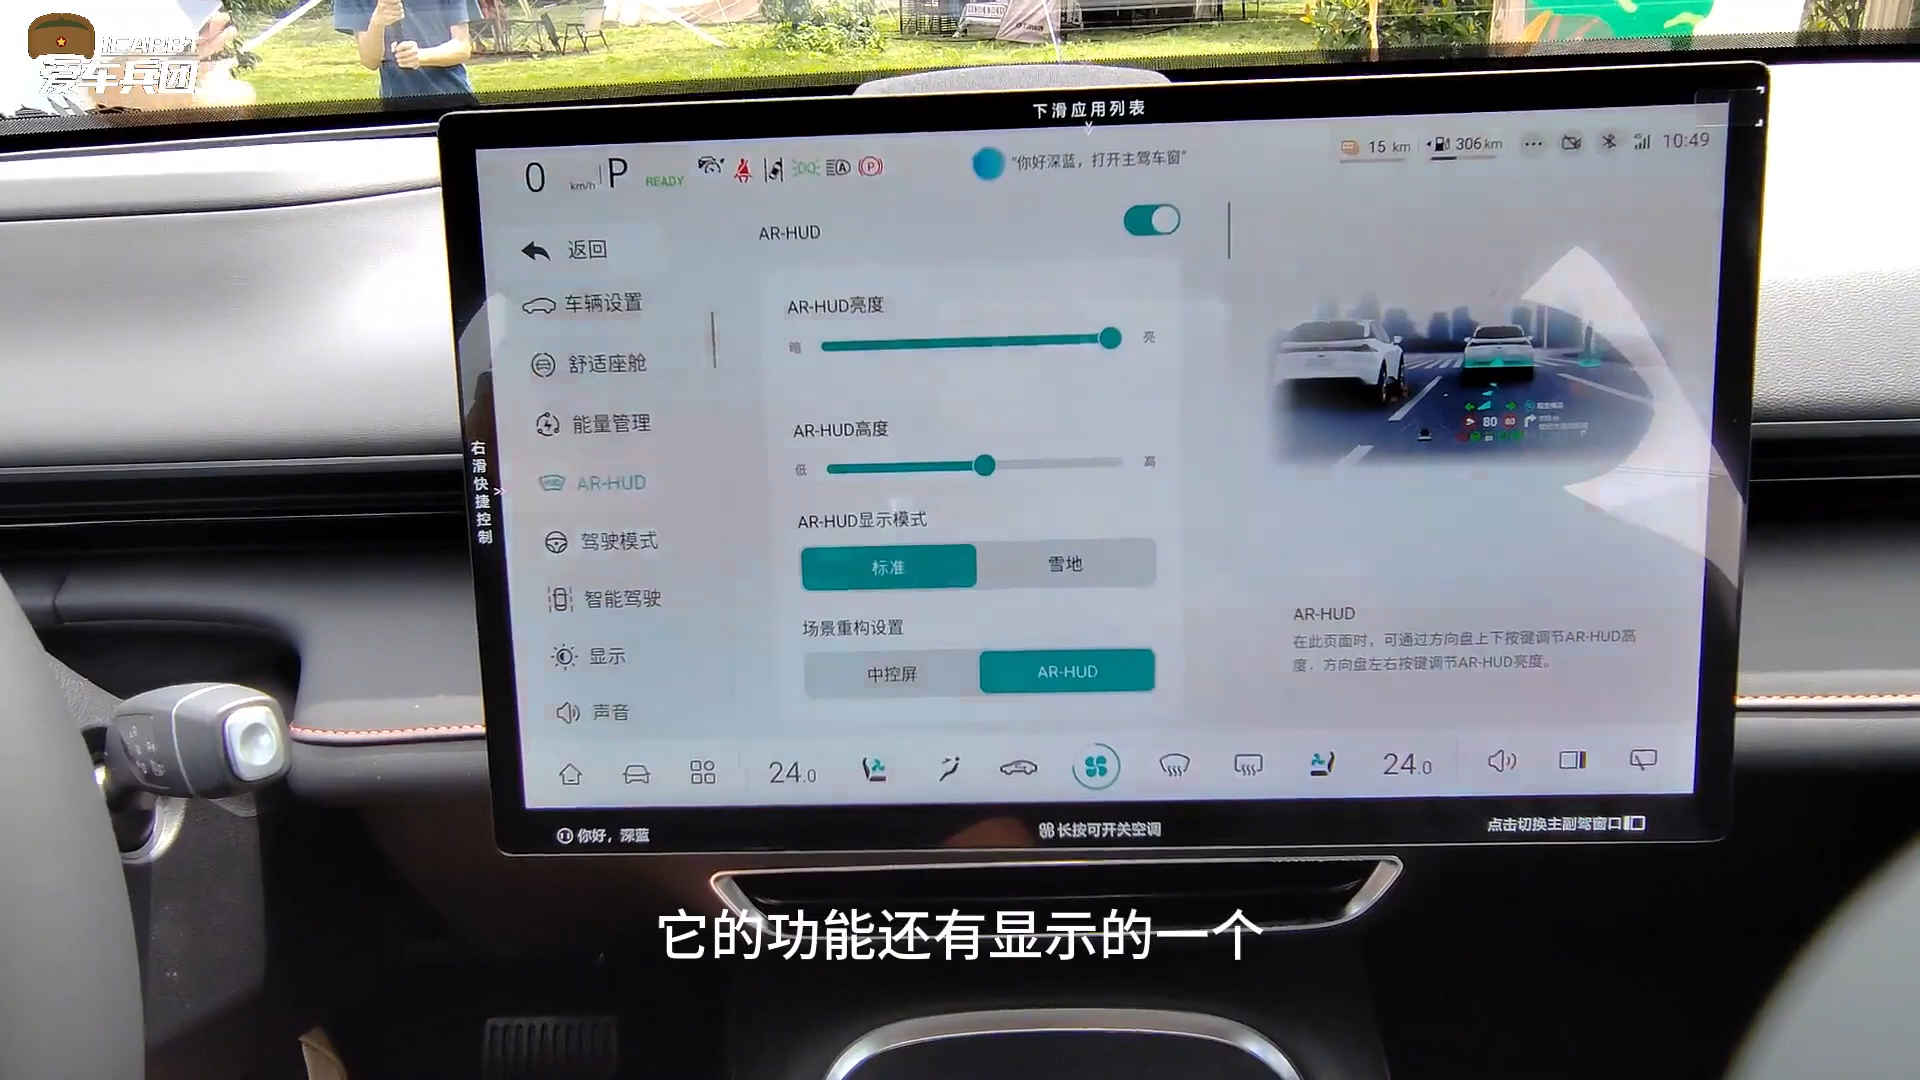 ICARBT
爱车兵团
下滑应用列表
0 km/h P READY
“你好深蓝，打开主驾车窗”
15 km 306 km 10:49
返回
车辆设置
舒适座舱
能量管理
AR-HUD
驾驶模式
智能驾驶
显示
声音
右滑快捷控制
AR-HUD
AR-HUD亮度
暗 亮
AR-HUD高度
低 高
AR-HUD显示模式
标准 雪地
场景重构设置
中控屏 AR-HUD
80 80
AR-HUD
在此页面时，可通过方向盘上下按键调节AR-HUD高
度，方向盘左右按键调节AR-HUD亮度。
24.0 24.0
你好，深蓝
长按可开关空调
点击切换主副驾窗口
它的功能还有显示的一个